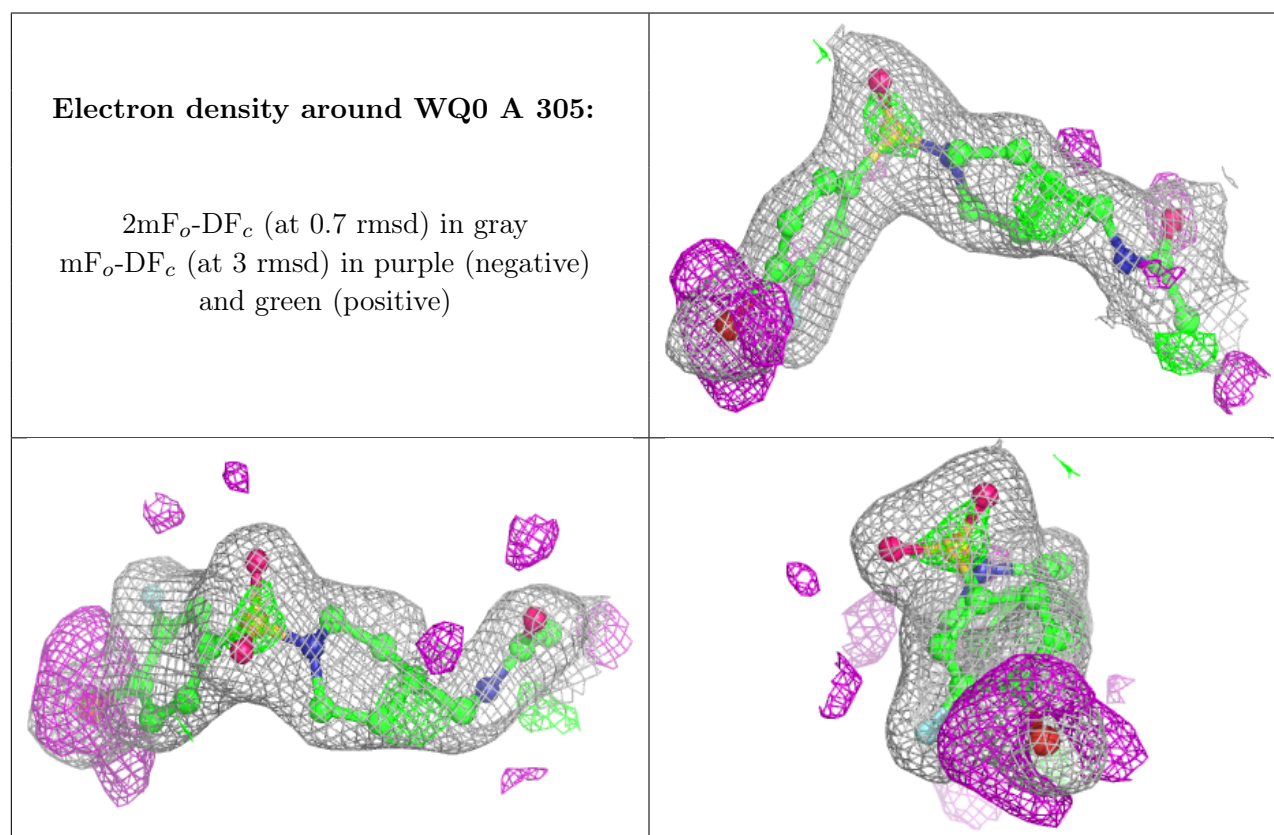 Electron density around WQ0 A 305:
2mFo-DFc (at 0.7 rmsd) in gray
mFo-DFc (at 3 rmsd) in purple (negative)
and green (positive)